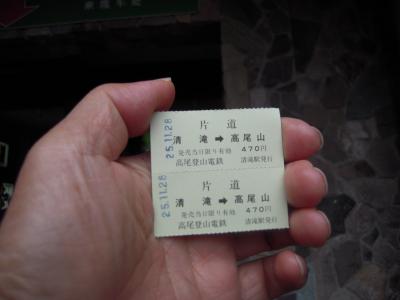 片道
25.11.28
清滝➡高尾山
発売当日限り有効 470円
高尾登山電鉄 清滝駅発行
片道
25.11.28
清滝➡高尾山
発売当日限り有効 470円
高尾登山電鉄 清滝駅発行